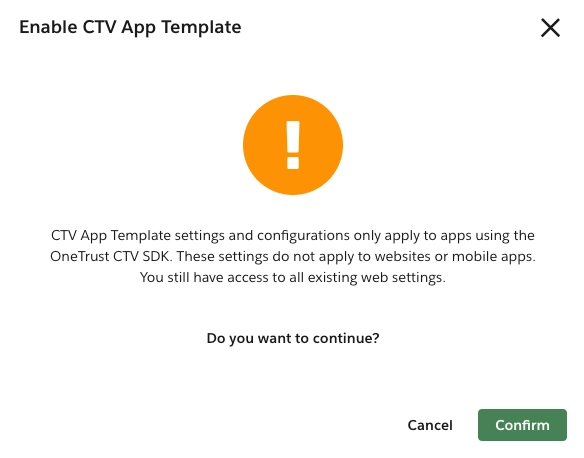 Enable CTV App Template
CTV App Template settings and configurations only apply to apps using the
OneTrust CTV SDK. These settings do not apply to websites or mobile apps.
You still have access to all existing web settings.
Do you want to continue?
Cancel
Confirm